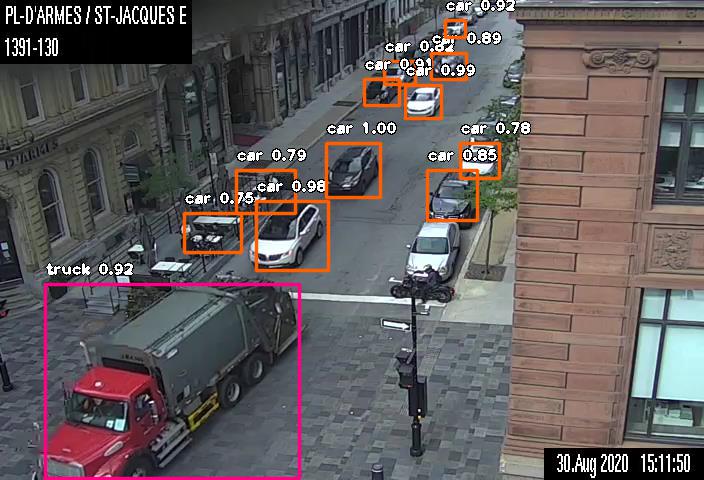 PL-D'ARMES / ST-JACQUES E
1391-130
car 0.92
car 0.89
car 0.82
car 0.91
car 0.99
car 1.00
car 0.78
car 0.85
car 0.79
car 0.98
car 0.75
truck 0.92
30.Aug 2020 15:11:50